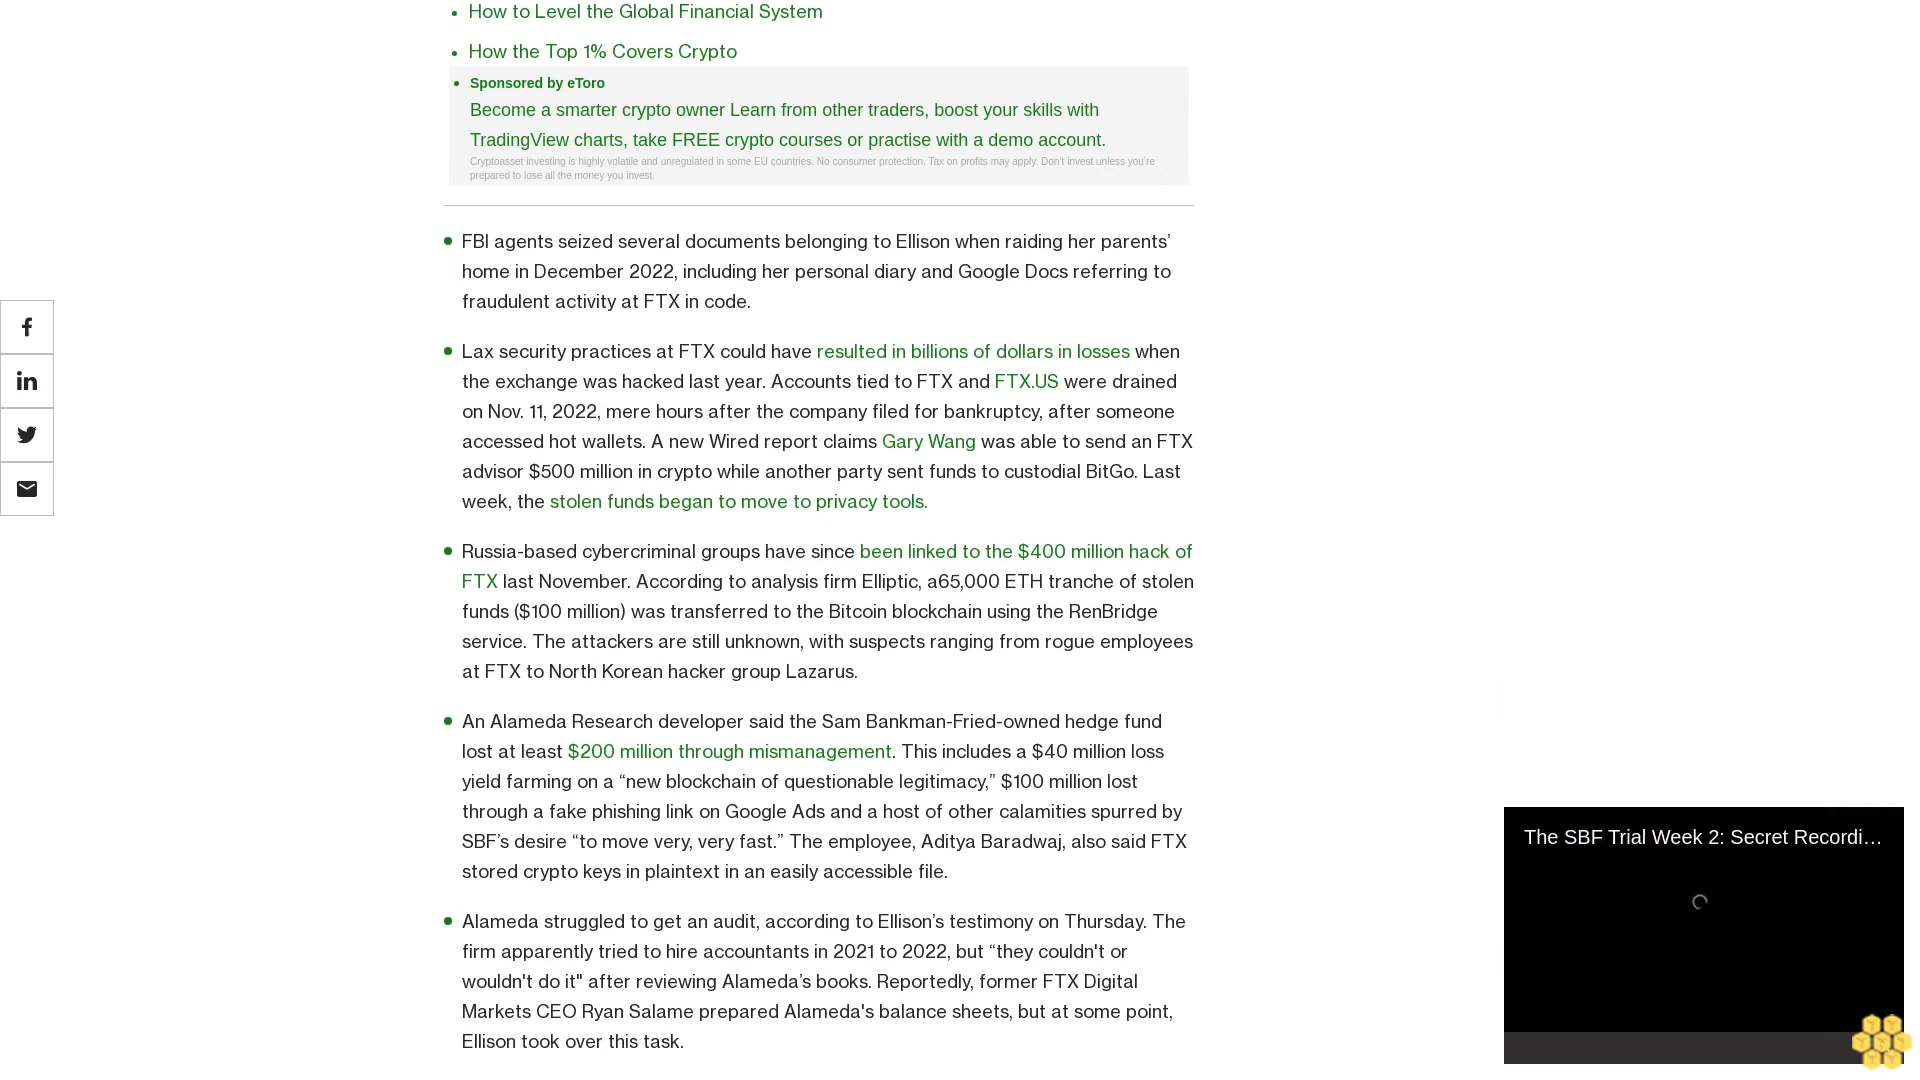 How to Level the Global Financial System
How the Top 1% Covers Crypto
Sponsored by eToro
Become a smarter crypto owner Learn from other traders, boost your skills with
TradingView charts, take FREE crypto courses or practise with a demo account.
Cryptoasset investing is highly volatile and unregulated in some EU countries. No consumer protection. Tax on profits may apply. Don't invest unless you're
prepared to lose all the money you invest.
FBI agents seized several documents belonging to Ellison when raiding her parents’
home in December 2022, including her personal diary and Google Docs referring to
fraudulent activity at FTX in code.
Lax security practices at FTX could have resulted in billions of dollars in losses when
the exchange was hacked last year. Accounts tied to FTX and FTX.US were drained
on Nov. 11, 2022, mere hours after the company filed for bankruptcy, after someone
accessed hot wallets. A new Wired report claims Gary Wang was able to send an FTX
advisor $500 million in crypto while another party sent funds to custodial BitGo. Last
week, the stolen funds began to move to privacy tools.
Russia-based cybercriminal groups have since been linked to the $400 million hack of
FTX last November. According to analysis firm Elliptic, a65,000 ETH tranche of stolen
funds ($100 million) was transferred to the Bitcoin blockchain using the RenBridge
service. The attackers are still unknown, with suspects ranging from rogue employees
at FTX to North Korean hacker group Lazarus.
An Alameda Research developer said the Sam Bankman-Fried-owned hedge fund
lost at least $200 million through mismanagement. This includes a $40 million loss
yield farming on a “new blockchain of questionable legitimacy,” $100 million lost
through a fake phishing link on Google Ads and a host of other calamities spurred by
SBF’s desire “to move very, very fast.” The employee, Aditya Baradwaj, also said FTX
stored crypto keys in plaintext in an easily accessible file.
Alameda struggled to get an audit, according to Ellison’s testimony on Thursday. The
firm apparently tried to hire accountants in 2021 to 2022, but “they couldn't or
wouldn't do it" after reviewing Alameda’s books. Reportedly, former FTX Digital
Markets CEO Ryan Salame prepared Alameda's balance sheets, but at some point,
Ellison took over this task.
The SBF Trial Week 2: Secret Recordi…